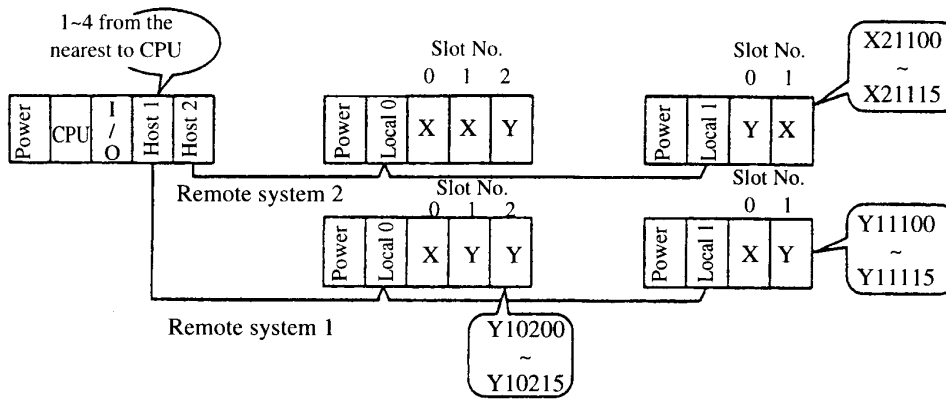 1~4 from the
nearest to CPU
Power
CPU
I/O
Host 1
Host 2
Slot No.
0 1 2
Power
Local 0
X X Y
Slot No.
0 1
Power
Local 1
Y X
X21100
~
X21115
Remote system 2
Slot No.
0 1 2
Power
Local 0
X Y Y
Slot No.
0 1
Power
Local 1
X Y
Y11100
~
Y11115
Remote system 1
Y10200
~
Y10215